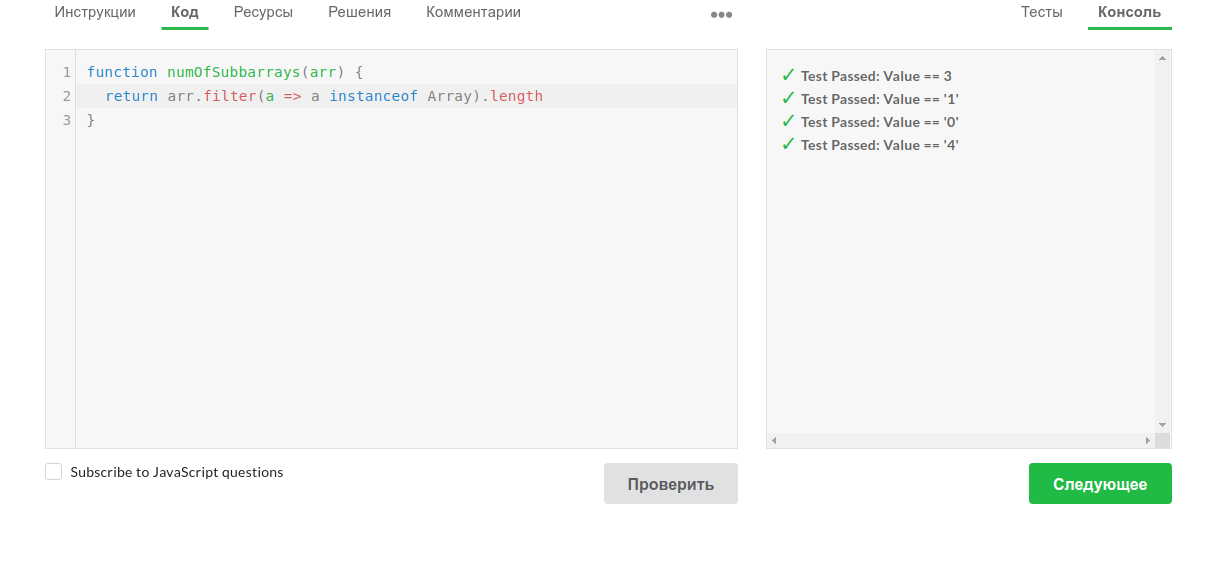 Инструкции Код Ресурсы Решения Комментарии ••• Тесты Консоль
1 function numOfSubbarrays(arr) {
2 return arr.filter(a => a instanceof Array).length
3 }
✓ Test Passed: Value == 3
✓ Test Passed: Value == '1'
✓ Test Passed: Value == '0'
✓ Test Passed: Value == '4'
Subscribe to JavaScript questions
Проверить
Следующее